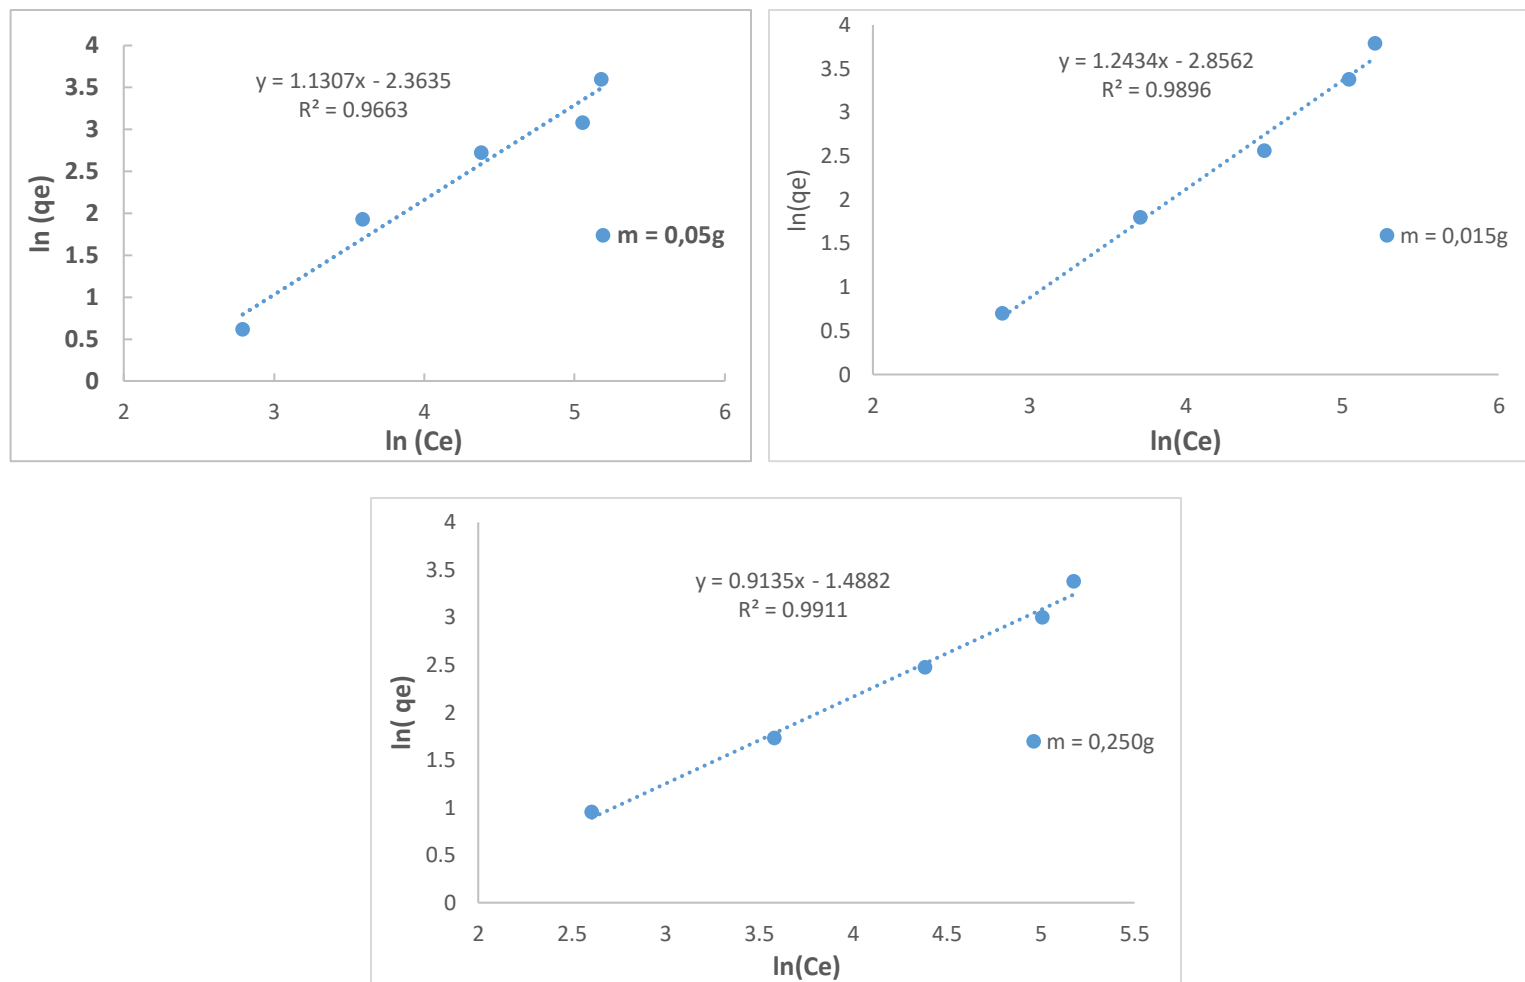 4
3.5
3
2.5
2
1.5
1
0.5
0
ln (qe)
y = 1.1307x - 2.3635
R² = 0.9663
m = 0,05g
2 3 4 5 6
ln (Ce)
4
3.5
3
2.5
2
1.5
1
0.5
0
ln(qe)
y = 1.2434x - 2.8562
R² = 0.9896
m = 0,015g
2 3 4 5 6
ln(Ce)
4
3.5
3
2.5
2
1.5
1
0.5
0
ln( qe)
y = 0.9135x - 1.4882
R² = 0.9911
m = 0,250g
2 2.5 3 3.5 4 4.5 5 5.5
ln(Ce)